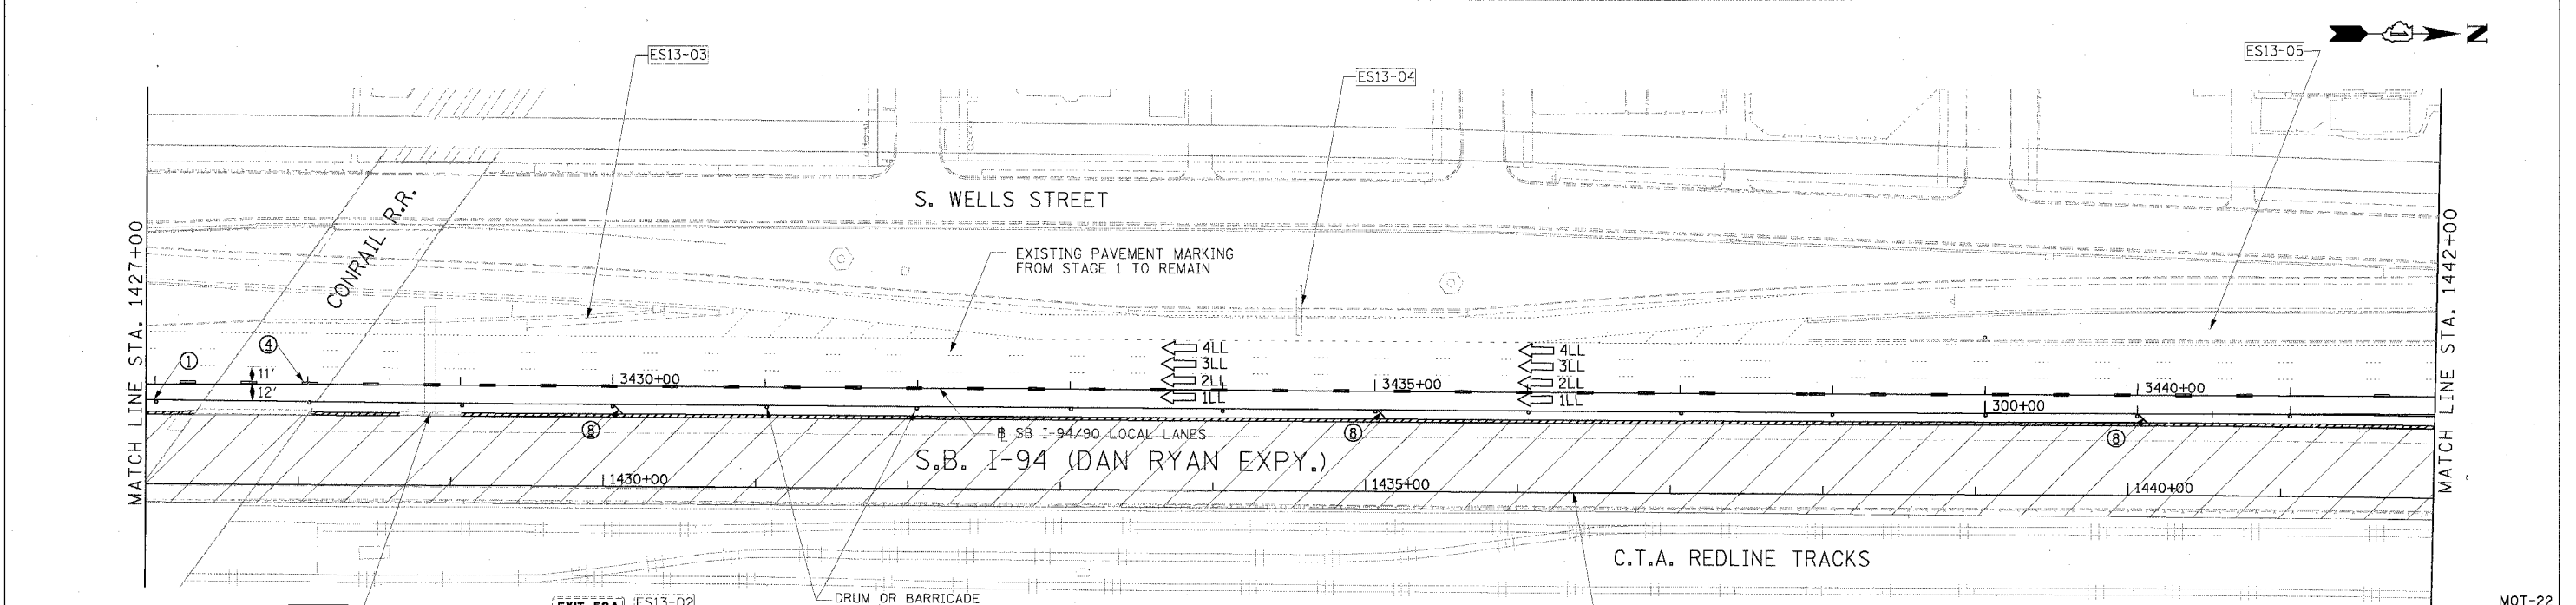 N
ES13-03
ES13-05
ES13-04
S. WELLS STREET
CONRAIL R.R.
MATCH LINE STA. 1427+00
MATCH LINE STA. 1442+00
EXISTING PAVEMENT MARKING
FROM STAGE 1 TO REMAIN
1
4
11'
12'
3430+00
3435+00
3440+00
300+00
4LL
3LL
2LL
1LL
4LL
3LL
2LL
1LL
8
8
8
B SB I-94/90 LOCAL LANES
S.B. I-94 (DAN RYAN EXPY.)
1430+00
1435+00
1440+00
C.T.A. REDLINE TRACKS
ES13-02
DRUM OR BARRICADE
MOT-22